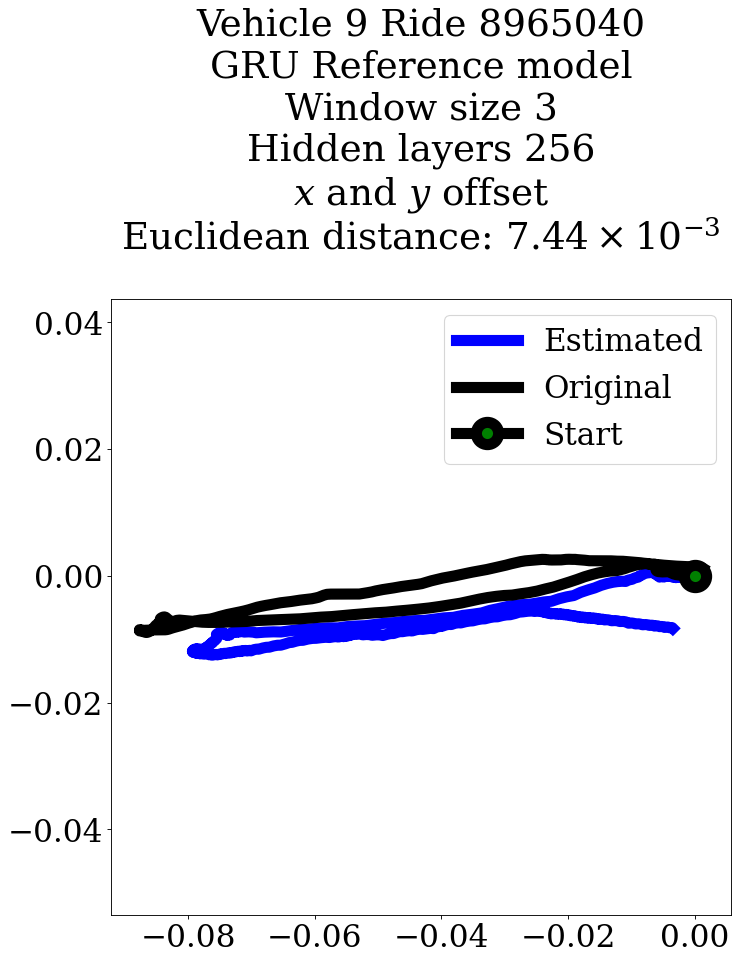 Vehicle 9 Ride 8965040
GRU Reference model
Window size 3
Hidden layers 256
x and y offset
Euclidean distance: 7.44 × 10⁻³
Estimated
Original
Start
0.04
0.02
0.00
−0.02
−0.04
−0.08
−0.06
−0.04
−0.02
0.00